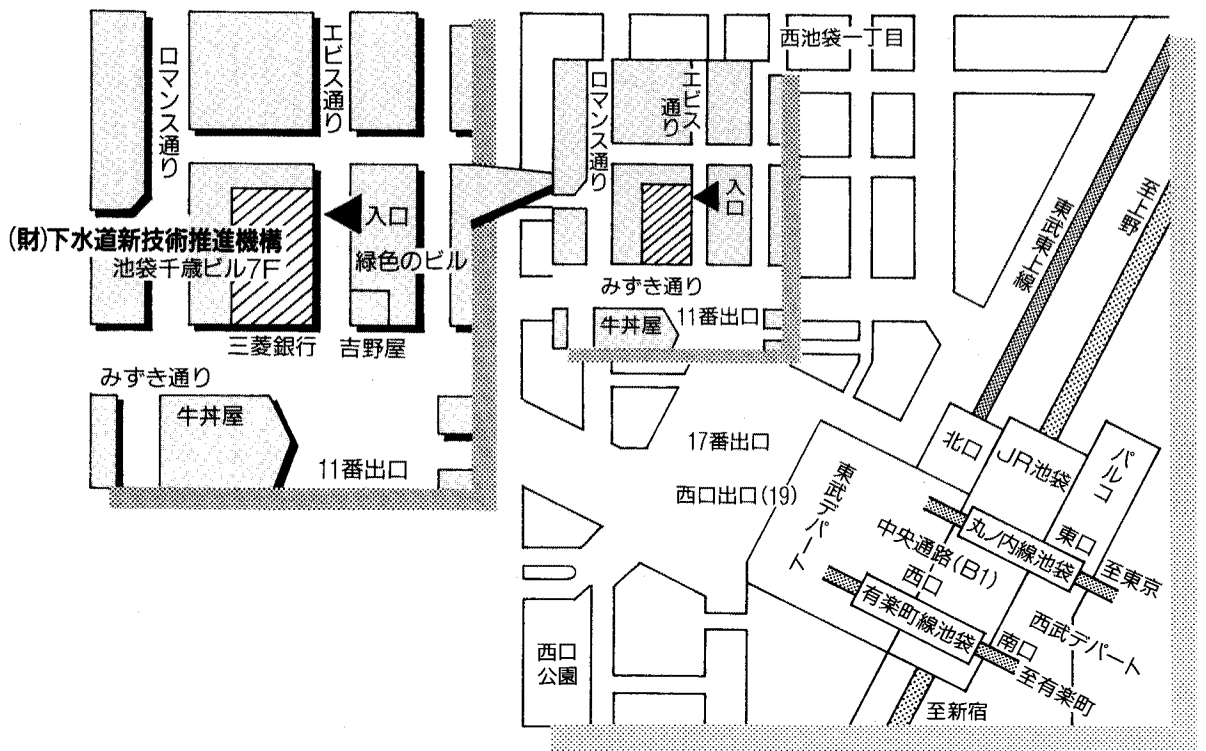 ロマンス通り
エビス通り
入口
(財)下水道新技術推進機構
池袋千歳ビル7F
緑色のビル
三菱銀行
吉野屋
みずき通り
牛丼屋
11番出口
西池袋一丁目
ロマンス通り
エビス
通り
入口
みずき通り
牛丼屋
11番出口
17番出口
西口出口(19)
東武東上線
至上野
北口
JR池袋
パルコ
東武デパート
丸ノ内線池袋
東口
至東京
中央通路(B1)
西口
有楽町線池袋
南口
西武デパート
至有楽町
至新宿
西口
公園